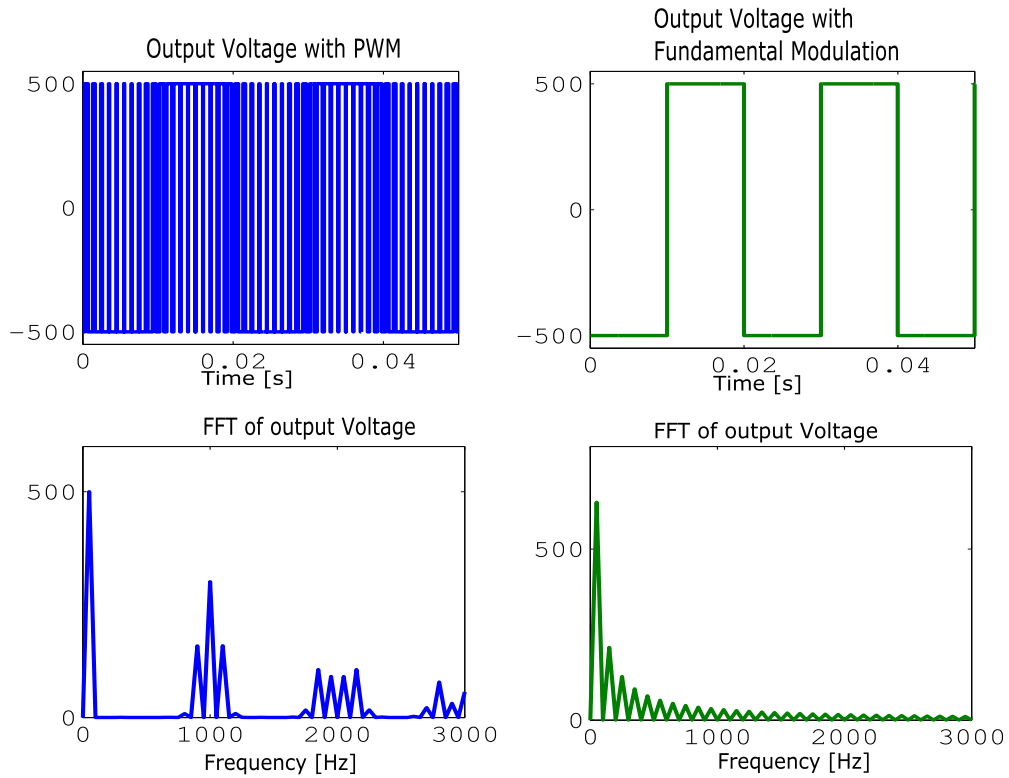 Output Voltage with PWM
500
0
−500
0
0.02
0.04
Time [s]
Output Voltage with
Fundamental Modulation
500
0
−500
0
0.02
0.04
Time [s]
FFT of output Voltage
500
0
0
1000
2000
3000
Frequency [Hz]
FFT of output Voltage
500
0
0
1000
2000
3000
Frequency [Hz]